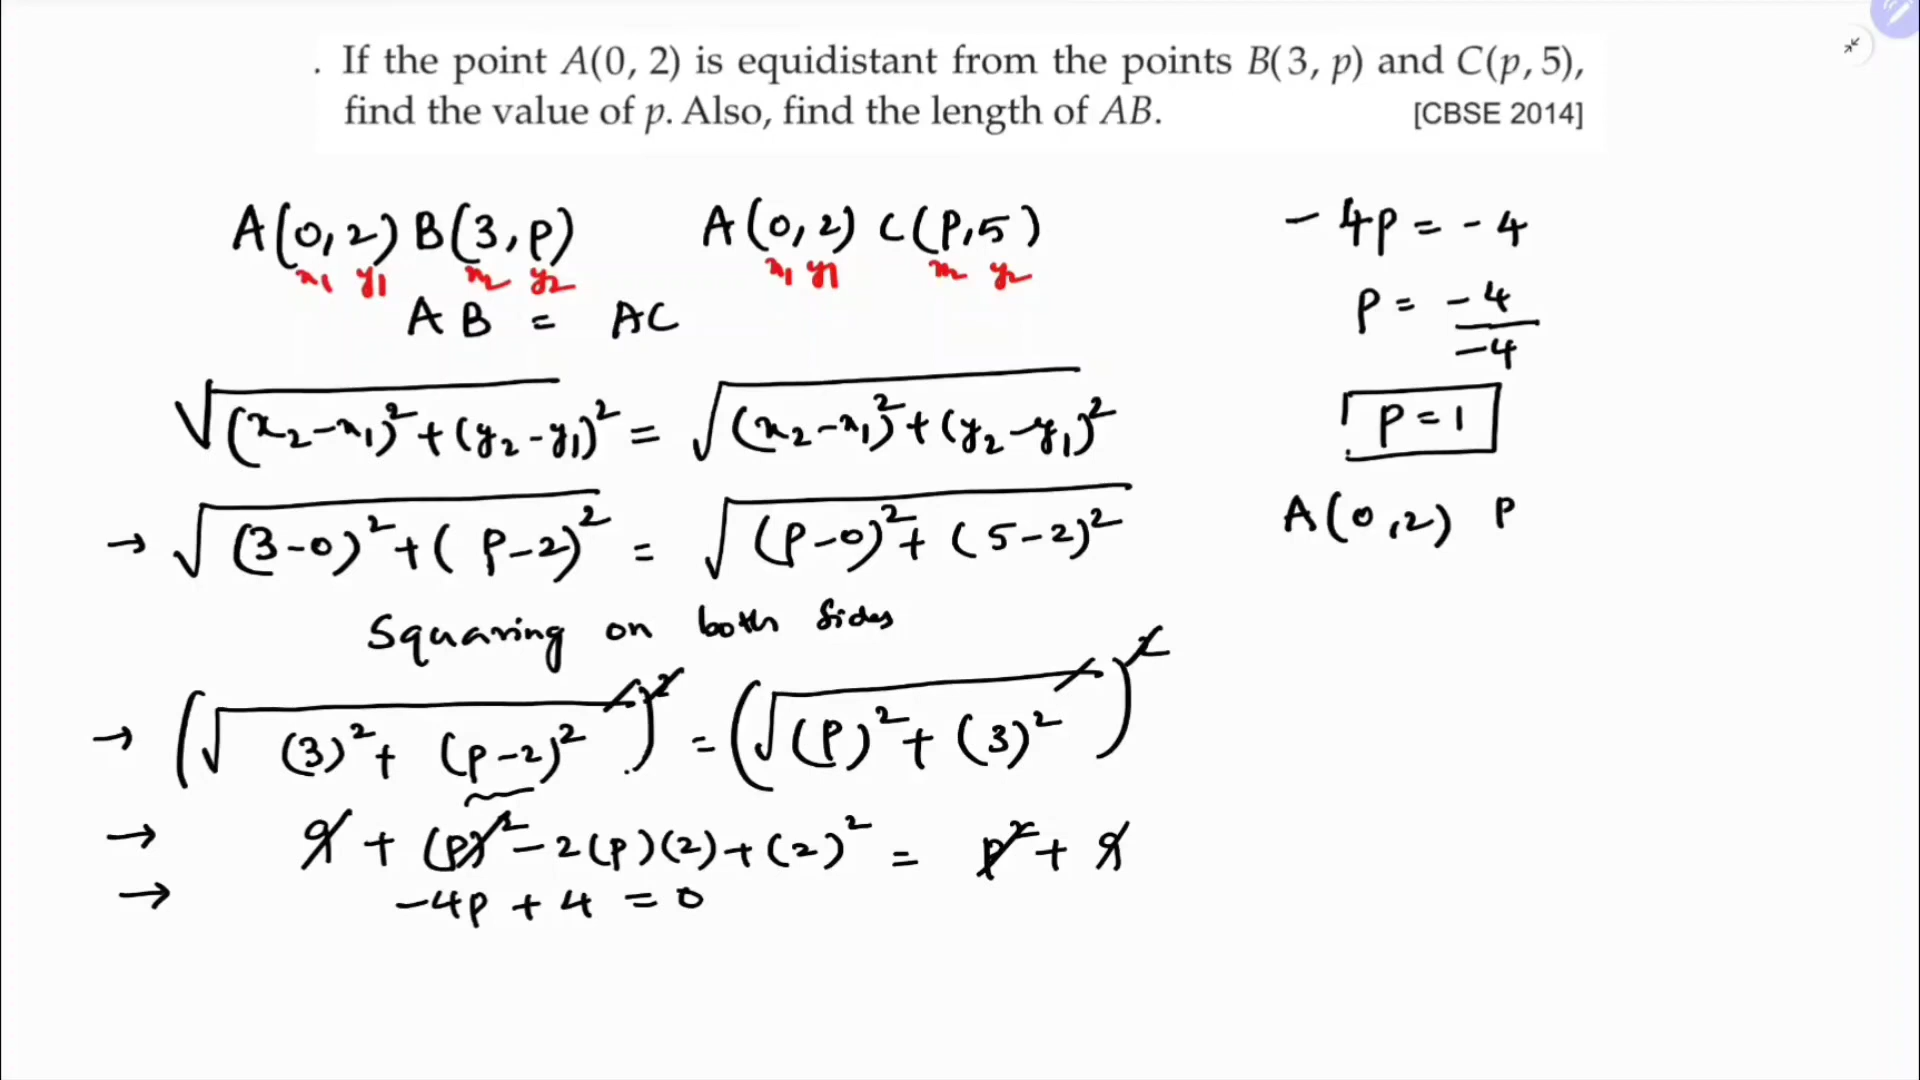 . If the point A(0, 2) is equidistant from the points B(3, p) and C(p, 5),
find the value of p. Also, find the length of AB. [CBSE 2014]
A(0,2) B(3,p) A(0,2) C(P,5)
x₁ y₁ x₂ y₂ x₁ y₁ x₂ y₂
AB = AC
√(x₂-x₁)²+(y₂-y₁)² = √(x₂-x₁)²+(y₂-y₁)²
→ √(3-0)²+(P-2)² = √(P-0)²+(5-2)²
Squaring on both Sides
→ (√(3)²+(p-2)²)² = (√(P)²+(3)²)²
→ 9 + (p)²-2(p)(2)+(2)² = p²+ 9
→ -4p + 4 = 0
-4p = -4
P = -4
-4
P = 1
A(0,2) P